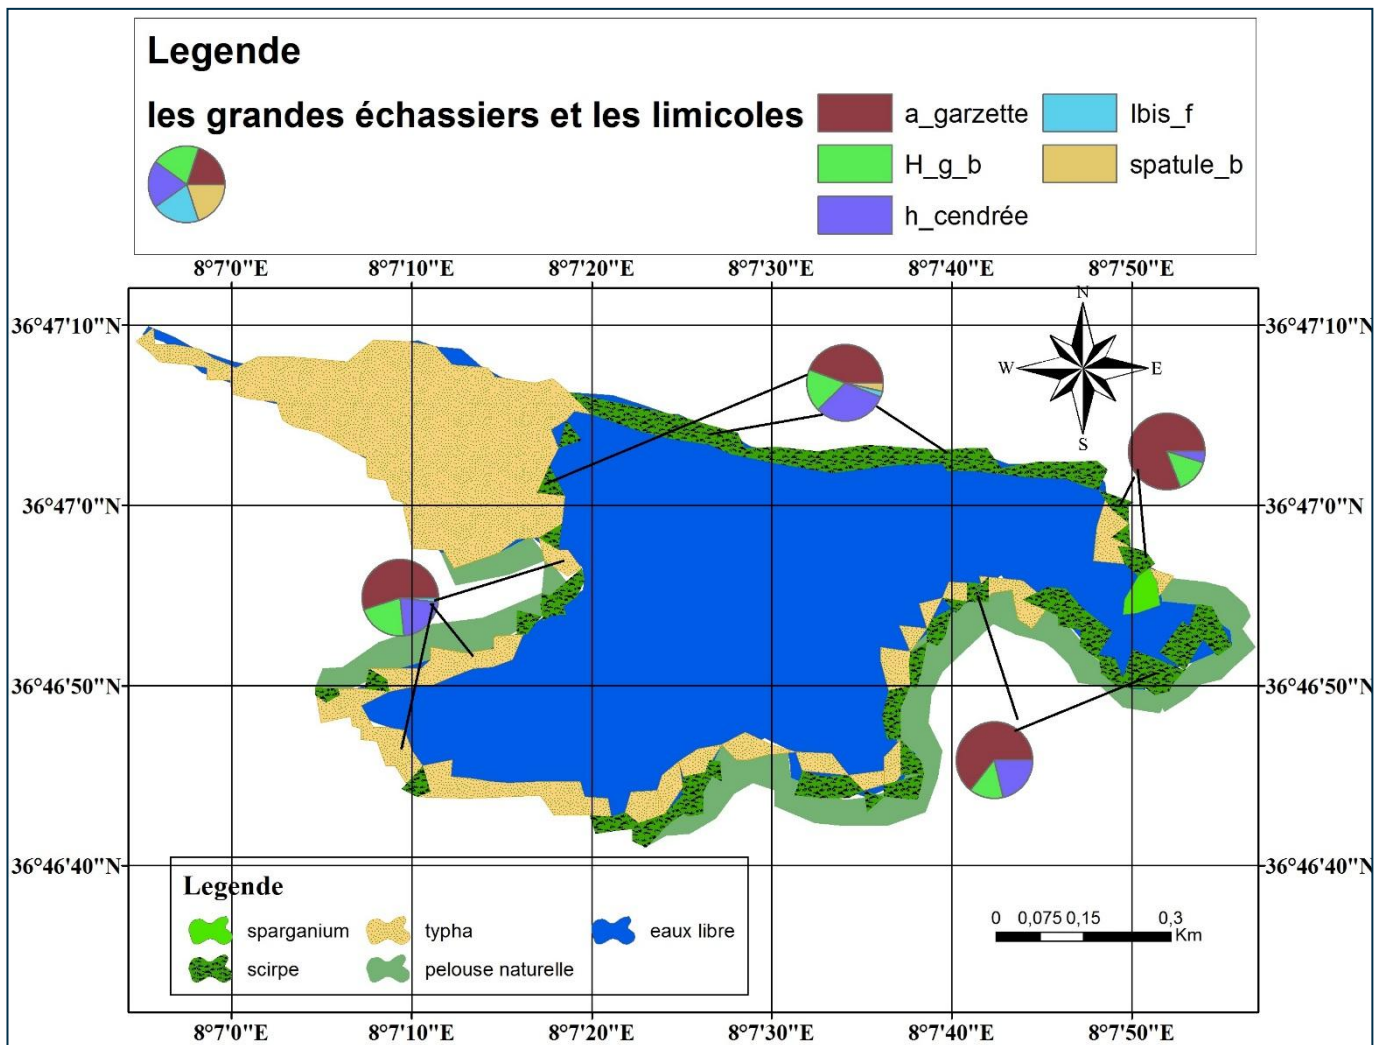 Legende
les grandes échassiers et les limicoles
a_garzette
Ibis_f
H_g_b
spatule_b
h_cendrée
8°7'0"E 8°7'10"E 8°7'20"E 8°7'30"E 8°7'40"E 8°7'50"E
N
36°47'10"N 36°47'10"N
W E
S
36°47'0"N 36°47'0"N
36°46'50"N 36°46'50"N
36°46'40"N 36°46'40"N
Legende
sparganium typha eaux libre
scirpe pelouse naturelle
0 0,075 0,15 0,3
Km
8°7'0"E 8°7'10"E 8°7'20"E 8°7'30"E 8°7'40"E 8°7'50"E